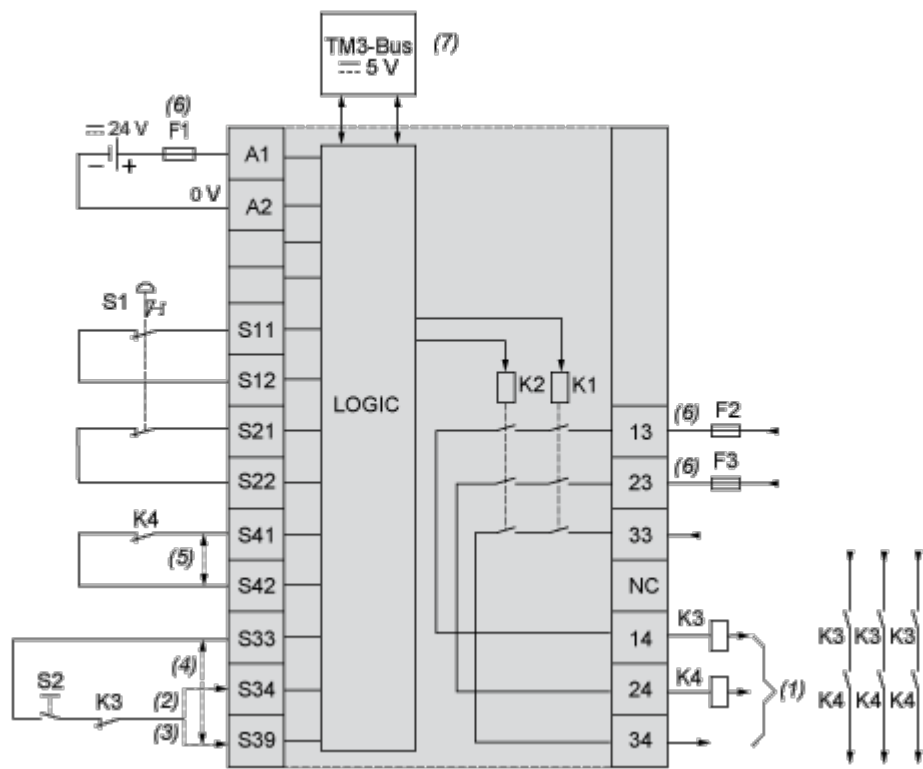 TM3-Bus (7)
5 V
(6)
24 V F1
A1
− +
0 V
A2
S1
S11
S12
K2 K1
LOGIC
S21
13 (6) F2
S22
23 (6) F3
K4
S41
33
(5)
S42
NC
S33
14 K3
K3 K3 K3
(4)
S2
K3
(2)
S34
24 K4
(1)
K4 K4 K4
(3)
S39
34